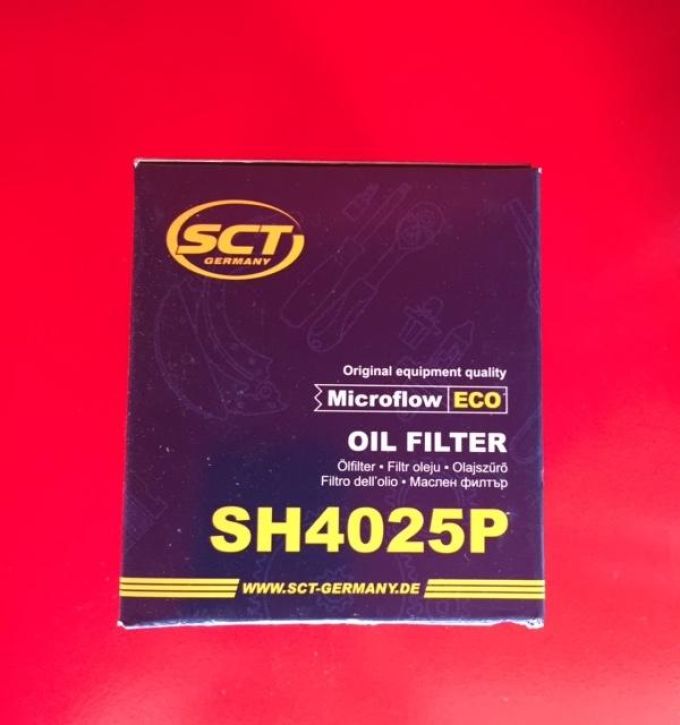 SCT
GERMANY
Original equipment quality
Microflow ECO
OIL FILTER
Ölfilter • Filtr oleju • Olajszűrő
Filtro dell'olio • Маслен филтър
SH4025P
WWW.SCT-GERMANY.DE